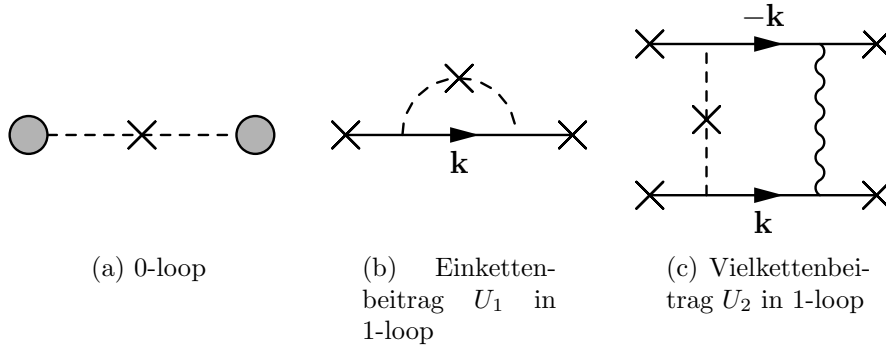 −k
k
k
(a) 0-loop
(b) Einketten-
beitrag U₁ in
1-loop
(c) Vielkettenbei-
trag U₂ in 1-loop